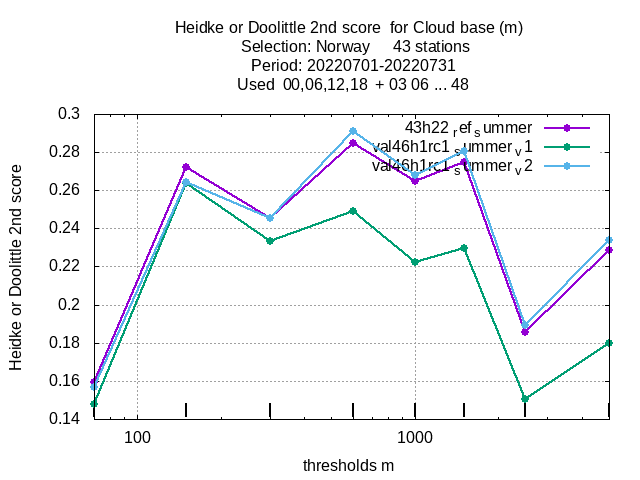 Heidke or Doolittle 2nd score  for Cloud base (m)
Selection: Norway     43 stations
Period: 20220701-20220731
Used  00,06,12,18  + 03 06 ... 48
Heidke or Doolittle 2nd score
0.3
0.28
0.26
0.24
0.22
0.2
0.18
0.16
0.14
43h22_ref_summer
val46h1rc1_summer_v1
val46h1rc1_summer_v2
100
1000
thresholds m